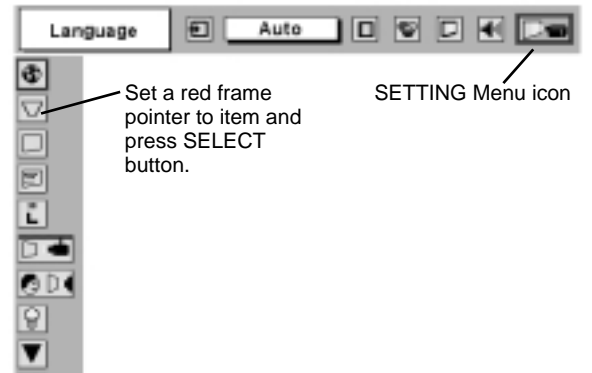 Language
Auto
Set a red frame
pointer to item and
press SELECT
button.
SETTING Menu icon